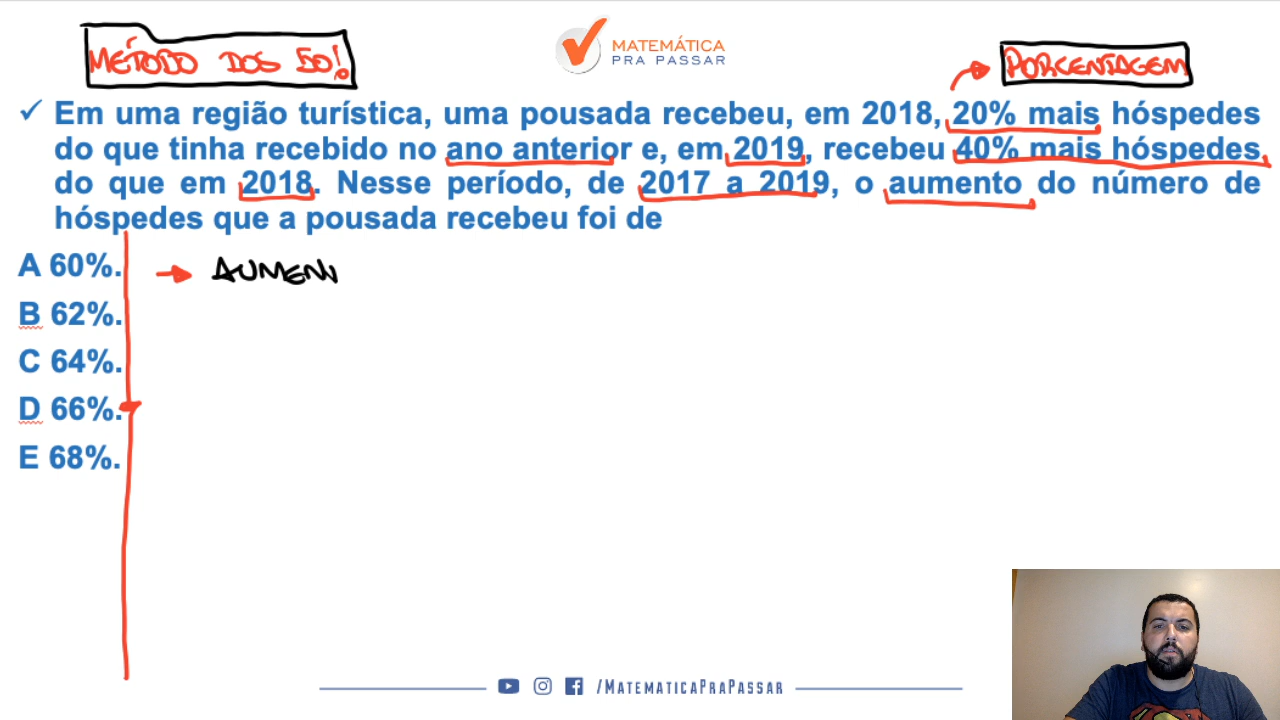 MÉTODO DOS 50!
MATEMÁTICA
PRA PASSAR
PORCENTAGEM
✓ Em uma região turística, uma pousada recebeu, em 2018, 20% mais hóspedes
do que tinha recebido no ano anterior e, em 2019, recebeu 40% mais hóspedes,
do que em 2018. Nesse período, de 2017 a 2019, o aumento do número de
hóspedes que a pousada recebeu foi de
A 60%.
AUMEN
B 62%.
C 64%.
D 66%.
E 68%.
/MATEMATICAPRAPASSAR